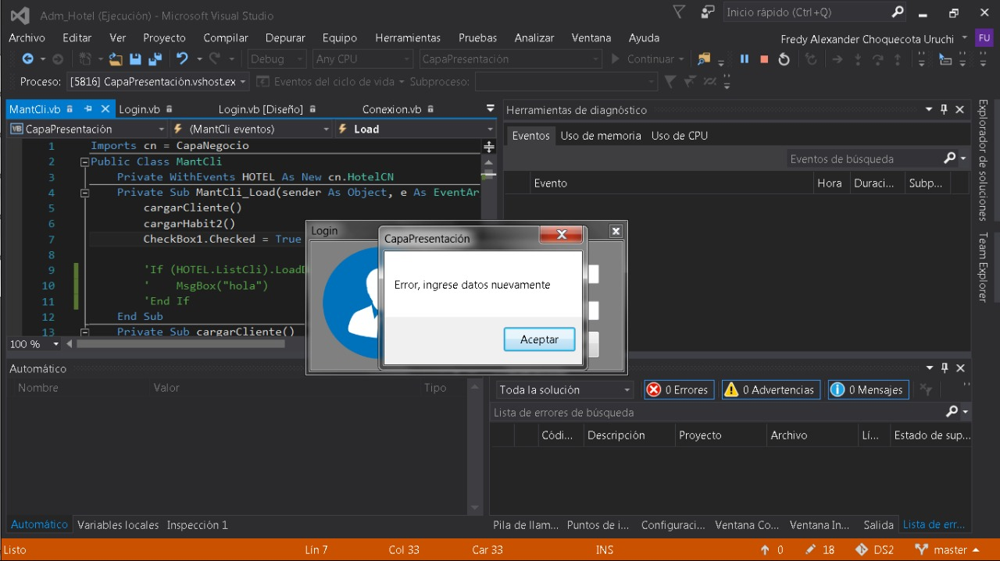 Adm_Hotel (Ejecución) - Microsoft Visual Studio
Inicio rápido (Ctrl+Q)
Archivo Editar Ver Proyecto Compilar Depurar Equipo Herramientas Pruebas Analizar Ventana Ayuda
Fredy Alexander Choquecota Uruchi FU
Debug Any CPU CapaPresentación Continuar
Proceso: [5816] CapaPresentación.vshost.ex Eventos del ciclo de vida Subproceso:
MantCli.vb Login.vb Login.vb [Diseño] Conexion.vb
CapaPresentación (MantCli eventos) Load
1 Imports cn = CapaNegocio
2 Public Class MantCli
3 Private WithEvents HOTEL As New cn.HotelCN
4 Private Sub MantCli_Load(sender As Object, e As EventAr
5 cargarCliente()
6 cargarHabit2()
7 CheckBox1.Checked = True
8
9 'If (HOTEL.ListCli).LoadD
10 ' MsgBox("hola")
11 'End If
12 End Sub
13 Private Sub cargarCliente()
100 %
Herramientas de diagnóstico
Eventos Uso de memoria Uso de CPU
Eventos de búsqueda
Evento Hora Duraci... Subp...
Explorador de soluciones
Team Explorer
Login
CapaPresentación
Error, ingrese datos nuevamente
Aceptar
Automático
Nombre Valor Tipo
Automático Variables locales Inspección 1
Toda la solución 0 Errores 0 Advertencias 0 Mensajes
Lista de errores de búsqueda
Códi... Descripción Proyecto Archivo Lí... Estado de sup...
Pila de llam... Puntos de i... Configuraci... Ventana Co... Ventana In... Salida Lista de err...
Listo Lín 7 Col 33 Car 33 INS 0 18 DS2 master